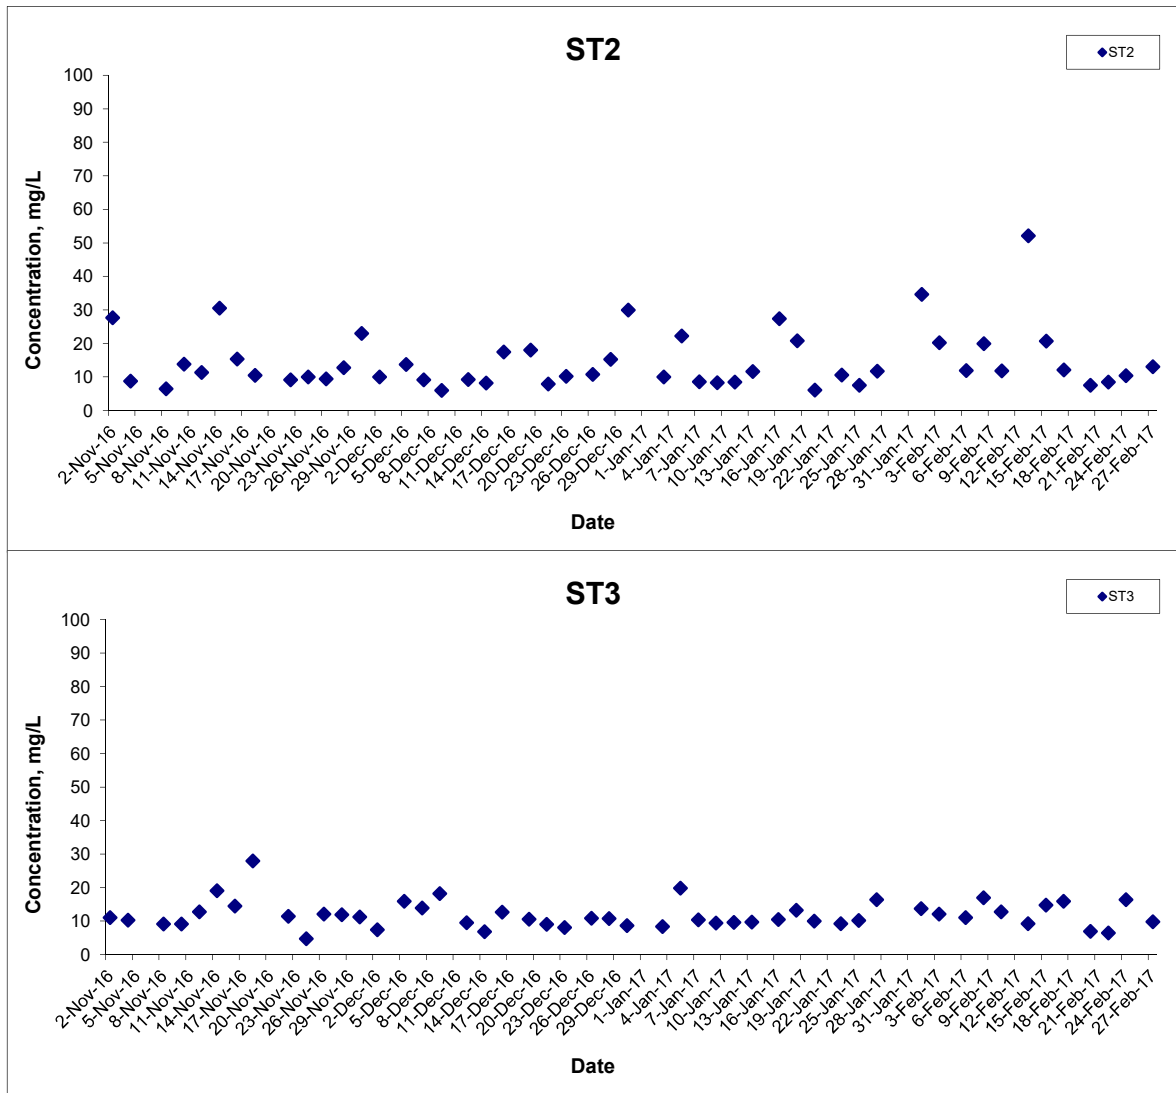 ST2
ST2
Concentration, mg/L
100
90
80
70
60
50
40
30
20
10
0
2-Nov-16
5-Nov-16
8-Nov-16
11-Nov-16
14-Nov-16
17-Nov-16
20-Nov-16
23-Nov-16
26-Nov-16
29-Nov-16
2-Dec-16
5-Dec-16
8-Dec-16
11-Dec-16
14-Dec-16
17-Dec-16
20-Dec-16
23-Dec-16
26-Dec-16
29-Dec-16
1-Jan-17
4-Jan-17
7-Jan-17
10-Jan-17
13-Jan-17
16-Jan-17
19-Jan-17
22-Jan-17
25-Jan-17
28-Jan-17
31-Jan-17
3-Feb-17
6-Feb-17
9-Feb-17
12-Feb-17
15-Feb-17
18-Feb-17
21-Feb-17
24-Feb-17
27-Feb-17
Date
ST3
ST3
Concentration, mg/L
100
90
80
70
60
50
40
30
20
10
0
2-Nov-16
5-Nov-16
8-Nov-16
11-Nov-16
14-Nov-16
17-Nov-16
20-Nov-16
23-Nov-16
26-Nov-16
29-Nov-16
2-Dec-16
5-Dec-16
8-Dec-16
11-Dec-16
14-Dec-16
17-Dec-16
20-Dec-16
23-Dec-16
26-Dec-16
29-Dec-16
1-Jan-17
4-Jan-17
7-Jan-17
10-Jan-17
13-Jan-17
16-Jan-17
19-Jan-17
22-Jan-17
25-Jan-17
28-Jan-17
31-Jan-17
3-Feb-17
6-Feb-17
9-Feb-17
12-Feb-17
15-Feb-17
18-Feb-17
21-Feb-17
24-Feb-17
27-Feb-17
Date